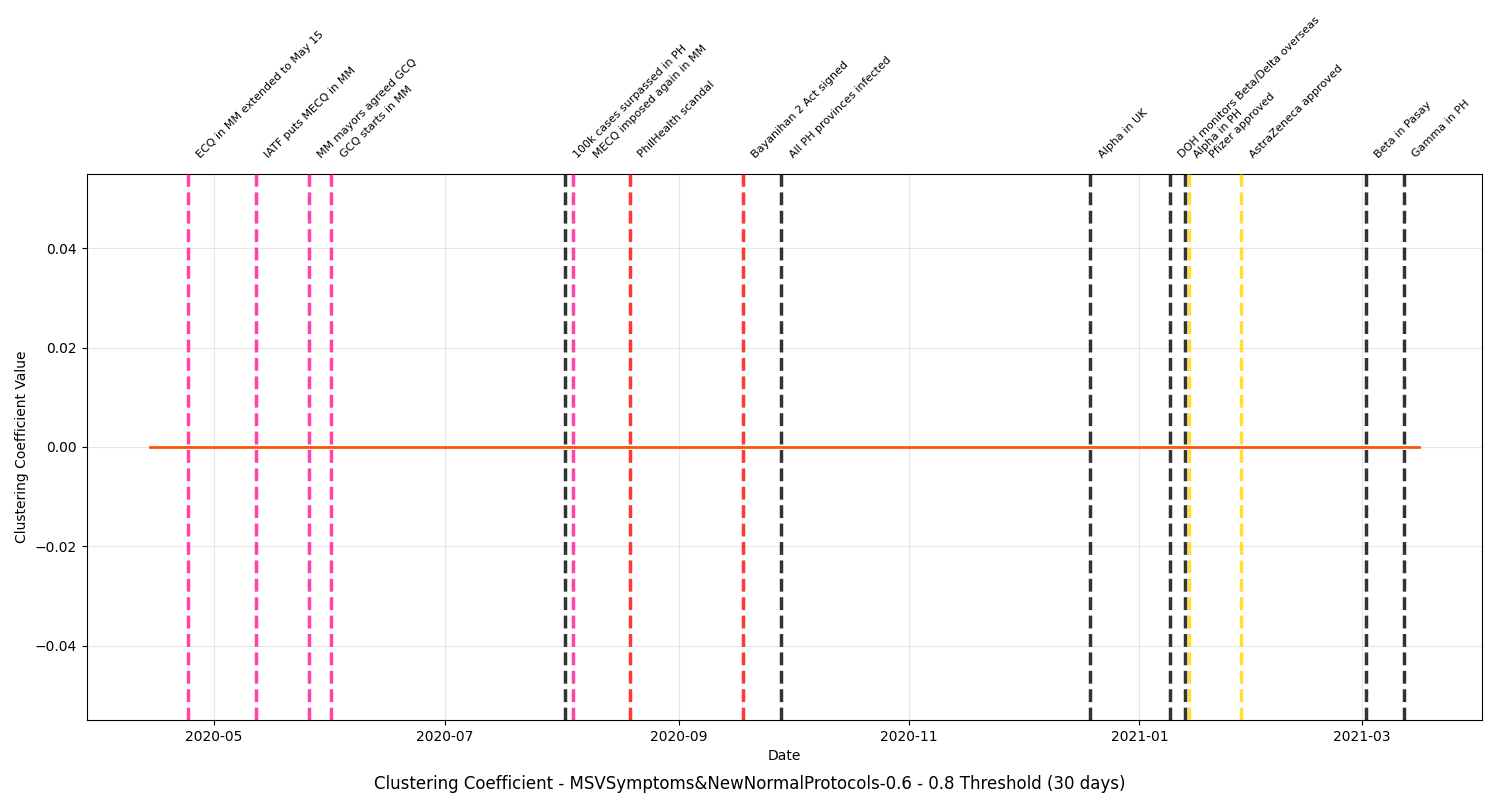 ECQ in MM extended to May 15
IATF puts MECQ in MM
MM mayors agreed GCQ
GCQ starts in MM
100k cases surpassed in PH
MECQ imposed again in MM
PhilHealth scandal
Bayanihan 2 Act signed
All PH provinces infected
Alpha in UK
DOH monitors Beta/Delta overseas
Alpha in PH
Pfizer approved
AstraZeneca approved
Beta in Pasay
Gamma in PH
Clustering Coefficient Value
0.04
0.02
0.00
−0.02
−0.04
2020-05
2020-07
2020-09
2020-11
2021-01
2021-03
Date
Clustering Coefficient - MSVSymptoms&NewNormalProtocols-0.6 - 0.8 Threshold (30 days)